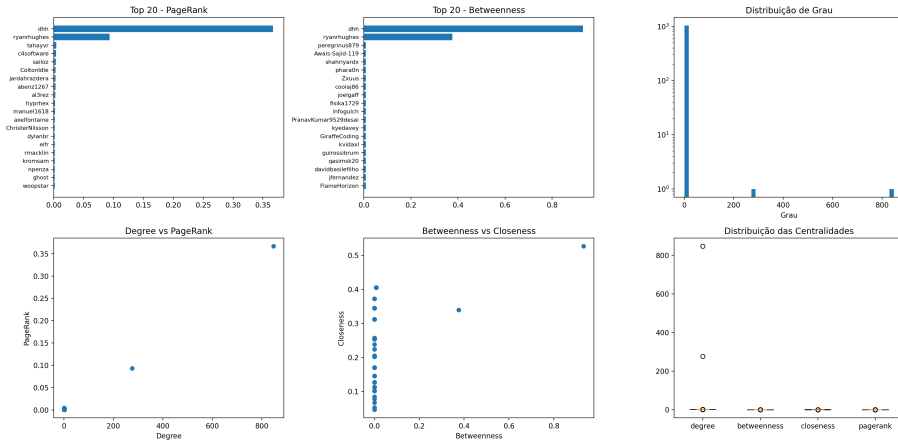 Top 20 - PageRank
dhh
ryanrhughes
tahayvr
c4software
sailoz
ColtonIdle
jardahrazdera
abenz1267
al3rez
hyprhex
manuel1618
axelfontaine
ChristerNilsson
dylanbr
eifr
rmacklin
kromsam
npenza
ghost
woopstar
0.00 0.05 0.10 0.15 0.20 0.25 0.30 0.35
Top 20 - Betweenness
dhh
ryanrhughes
peregrinus879
Awais-Sajid-119
shahriyardx
phara0n
Zxuus
coolaj86
joelgaff
fisika1729
infogulch
PranavKumar9529desai
kyedavey
GiraffeCoding
kvidaxi
guirossibrum
qasimsk20
davidbasilefilho
jfernandez
FlameHorizon
0.0 0.2 0.4 0.6 0.8
Distribuição de Grau
10³
10²
10¹
10⁰
0 200 400 600 800
Grau
Degree vs PageRank
PageRank
0.35
0.30
0.25
0.20
0.15
0.10
0.05
0.00
0 200 400 600 800
Degree
Betweenness vs Closeness
Closeness
0.5
0.4
0.3
0.2
0.1
0.0 0.2 0.4 0.6 0.8
Betweenness
Distribuição das Centralidades
800
600
400
200
0
degree betweenness closeness pagerank